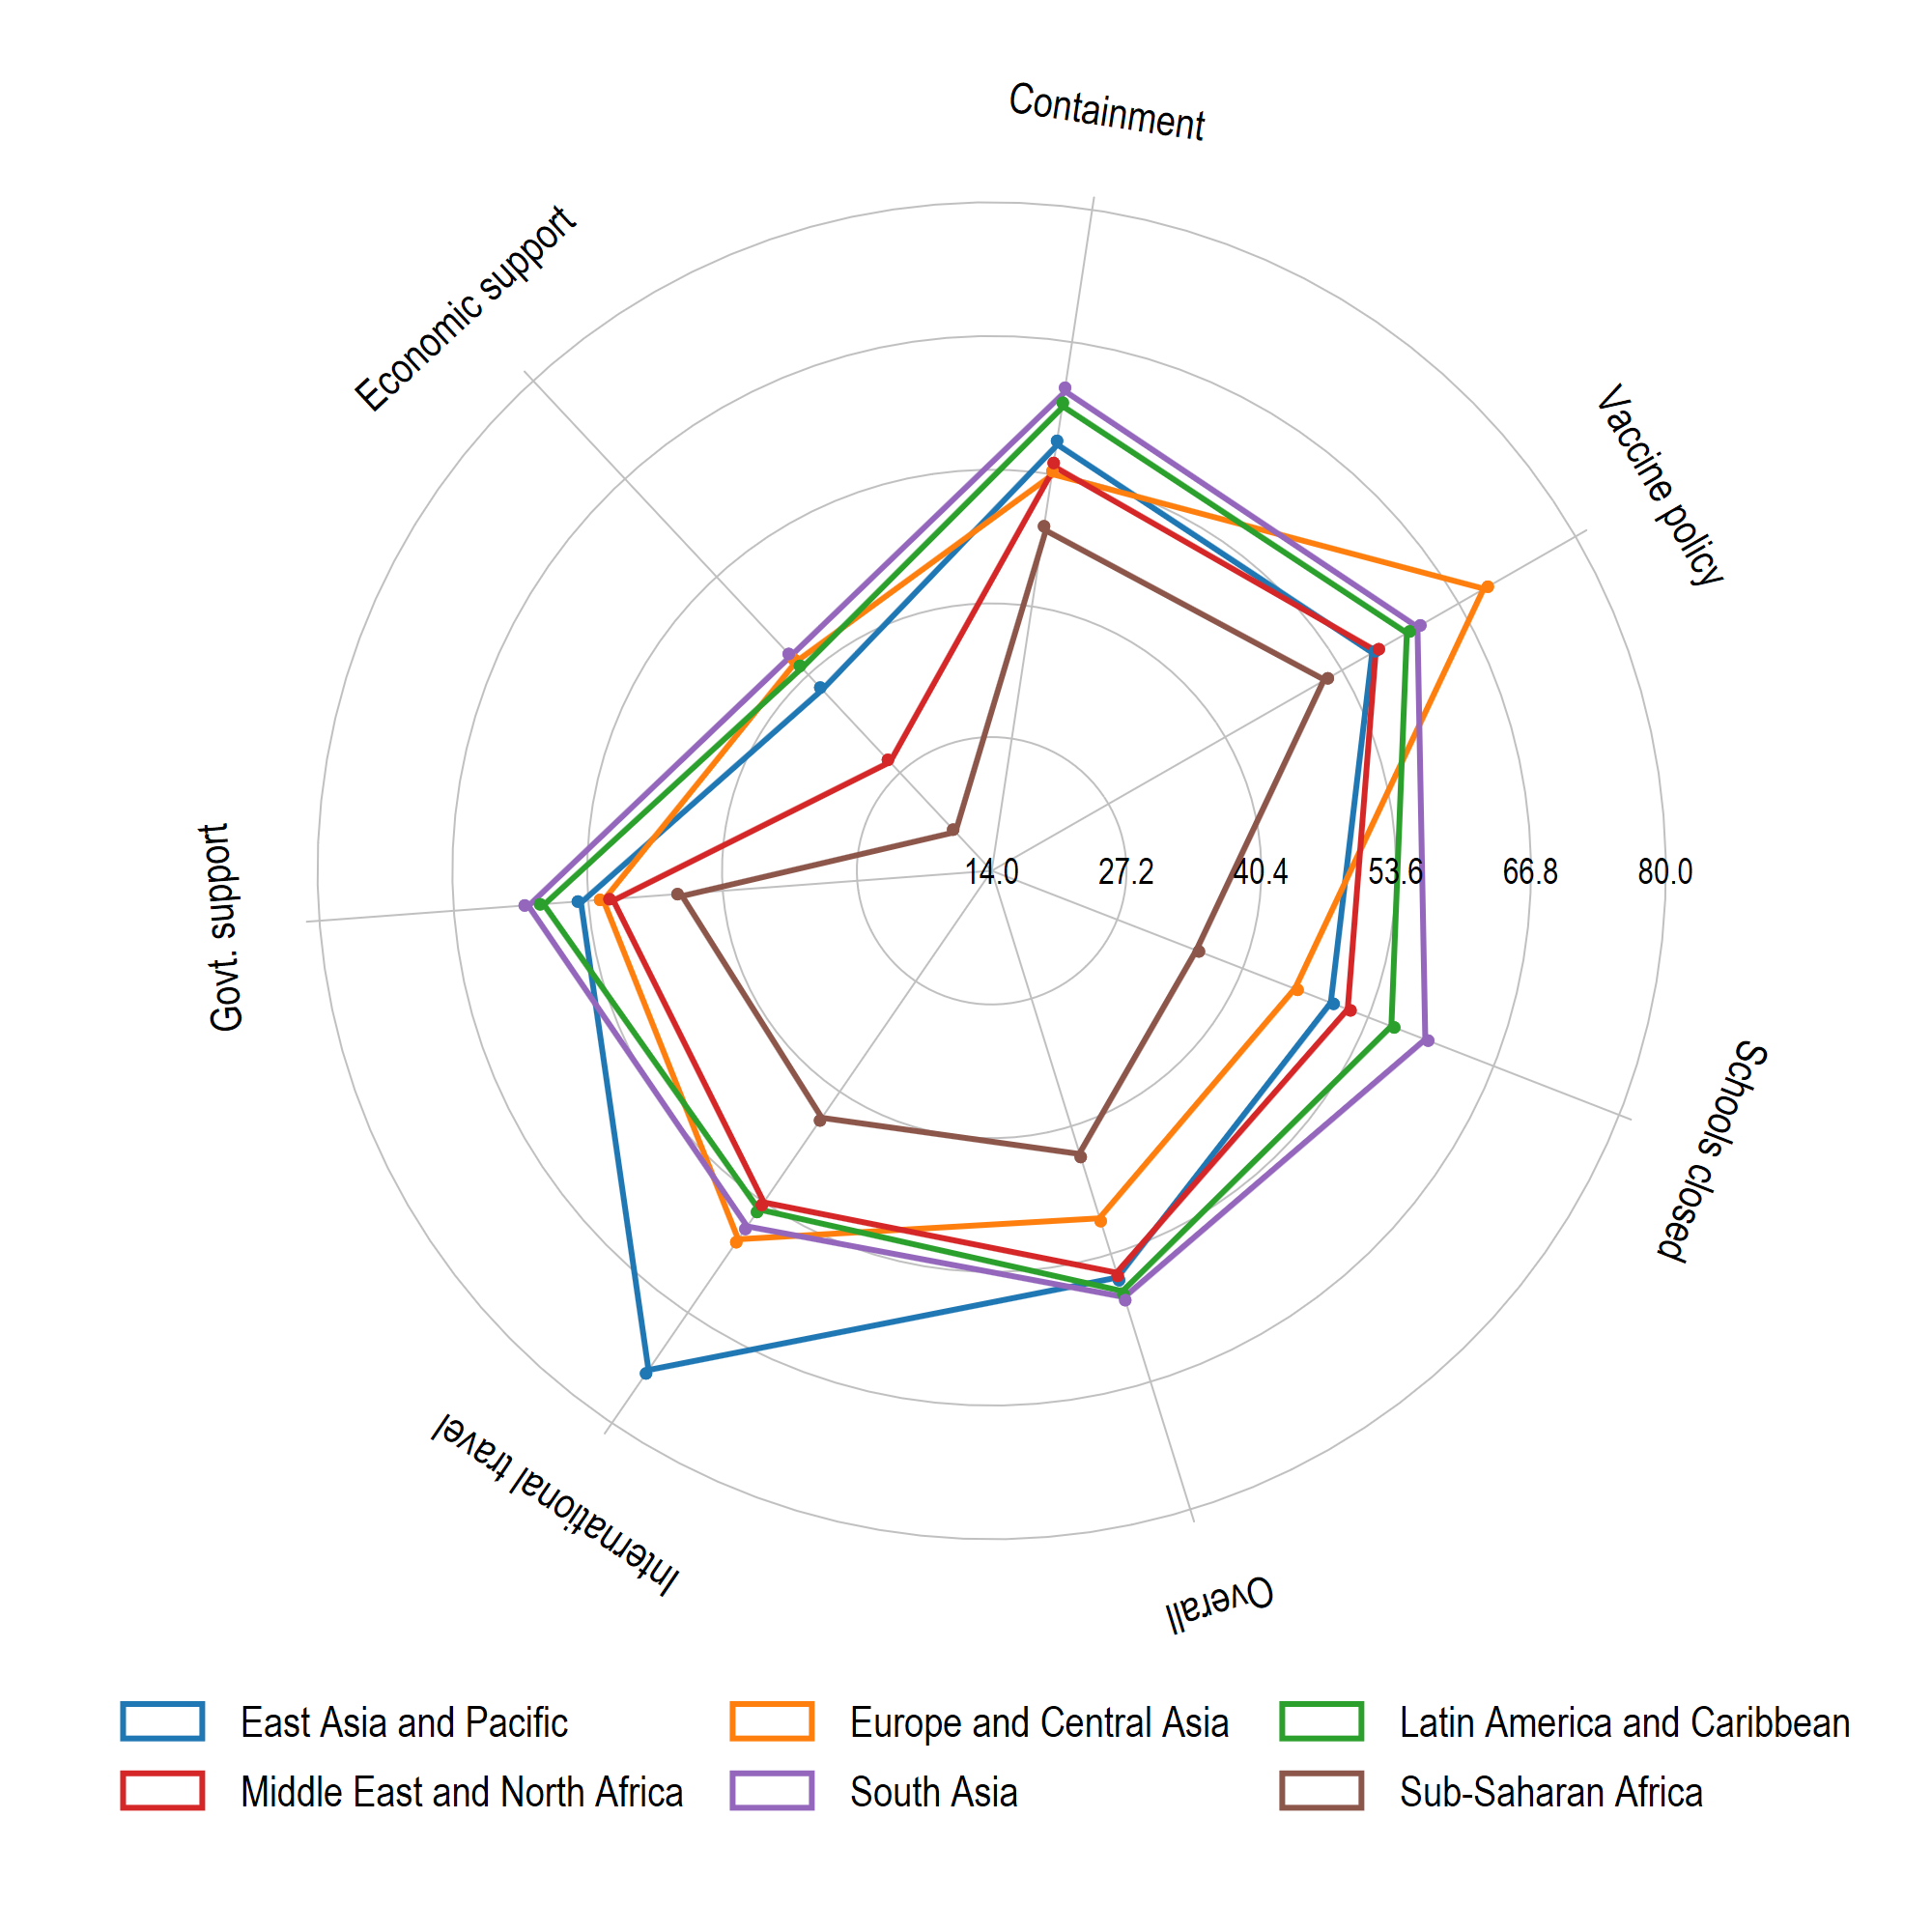 Containment
Vaccine policy
Economic support
Govt. support
14.0 27.2 40.4 53.6 66.8 80.0
Schools closed
International travel
Overall
East Asia and Pacific
Europe and Central Asia
Latin America and Caribbean
Middle East and North Africa
South Asia
Sub-Saharan Africa